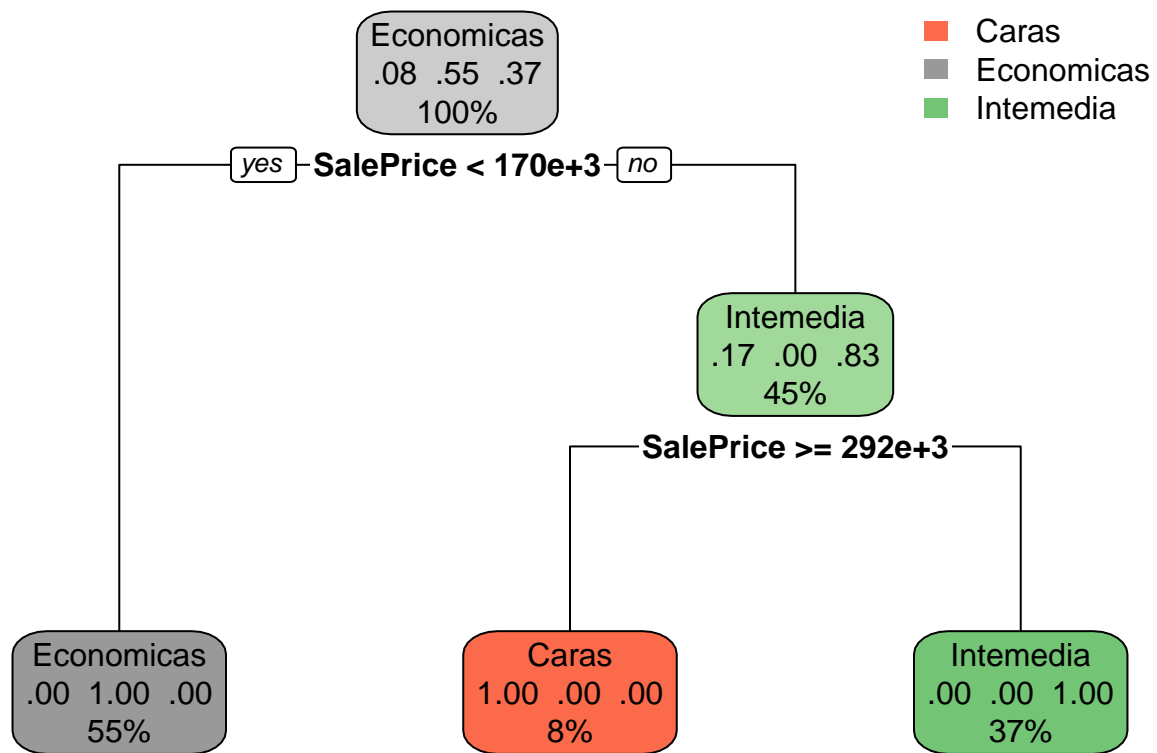 Economicas
.08 .55 .37
100%
Caras
Economicas
Intemedia
yes SalePrice < 170e+3 no
Intemedia
.17 .00 .83
45%
SalePrice >= 292e+3
Economicas
.00 1.00 .00
55%
Caras
1.00 .00 .00
8%
Intemedia
.00 .00 1.00
37%